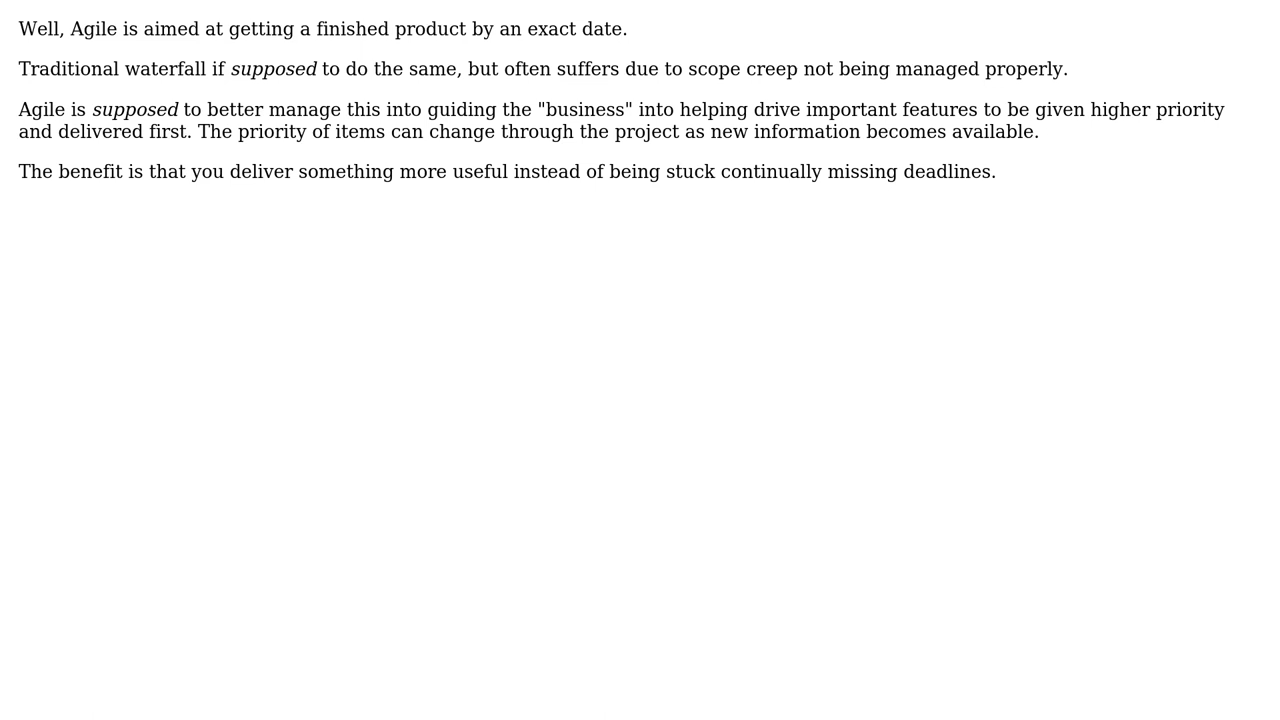 Well, Agile is aimed at getting a finished product by an exact date.
Traditional waterfall if supposed to do the same, but often suffers due to scope creep not being managed properly.
Agile is supposed to better manage this into guiding the "business" into helping drive important features to be given higher priority
and delivered first. The priority of items can change through the project as new information becomes available.
The benefit is that you deliver something more useful instead of being stuck continually missing deadlines.